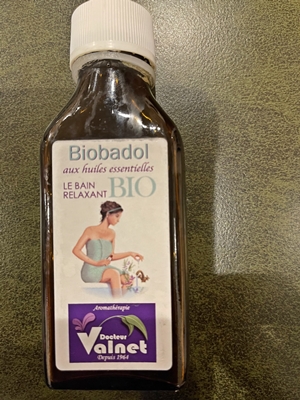 Biobadol
aux huiles essentielles
LE BAIN
RELAXANT BIO
Aromathérapie
Docteur
Valnet
Depuis 1964